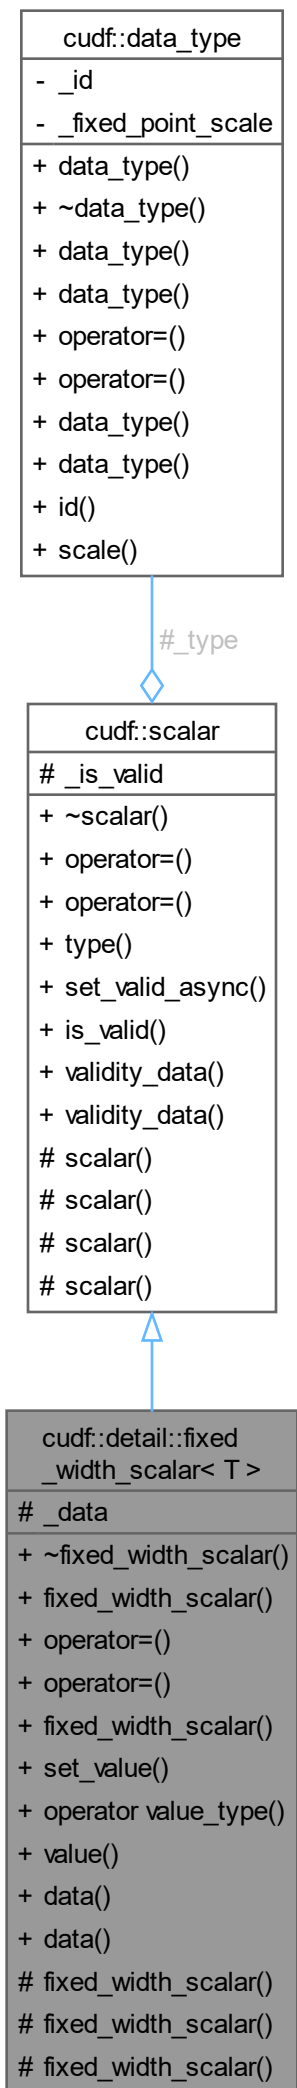 cudf::data_type
- _id
- _fixed_point_scale
+ data_type()
+ ~data_type()
+ data_type()
+ data_type()
+ operator=()
+ operator=()
+ data_type()
+ data_type()
+ id()
+ scale()
#_type
cudf::scalar
# _is_valid
+ ~scalar()
+ operator=()
+ operator=()
+ type()
+ set_valid_async()
+ is_valid()
+ validity_data()
+ validity_data()
# scalar()
# scalar()
# scalar()
# scalar()
cudf::detail::fixed
_width_scalar< T >
# _data
+ ~fixed_width_scalar()
+ fixed_width_scalar()
+ operator=()
+ operator=()
+ fixed_width_scalar()
+ set_value()
+ operator value_type()
+ value()
+ data()
+ data()
# fixed_width_scalar()
# fixed_width_scalar()
# fixed_width_scalar()